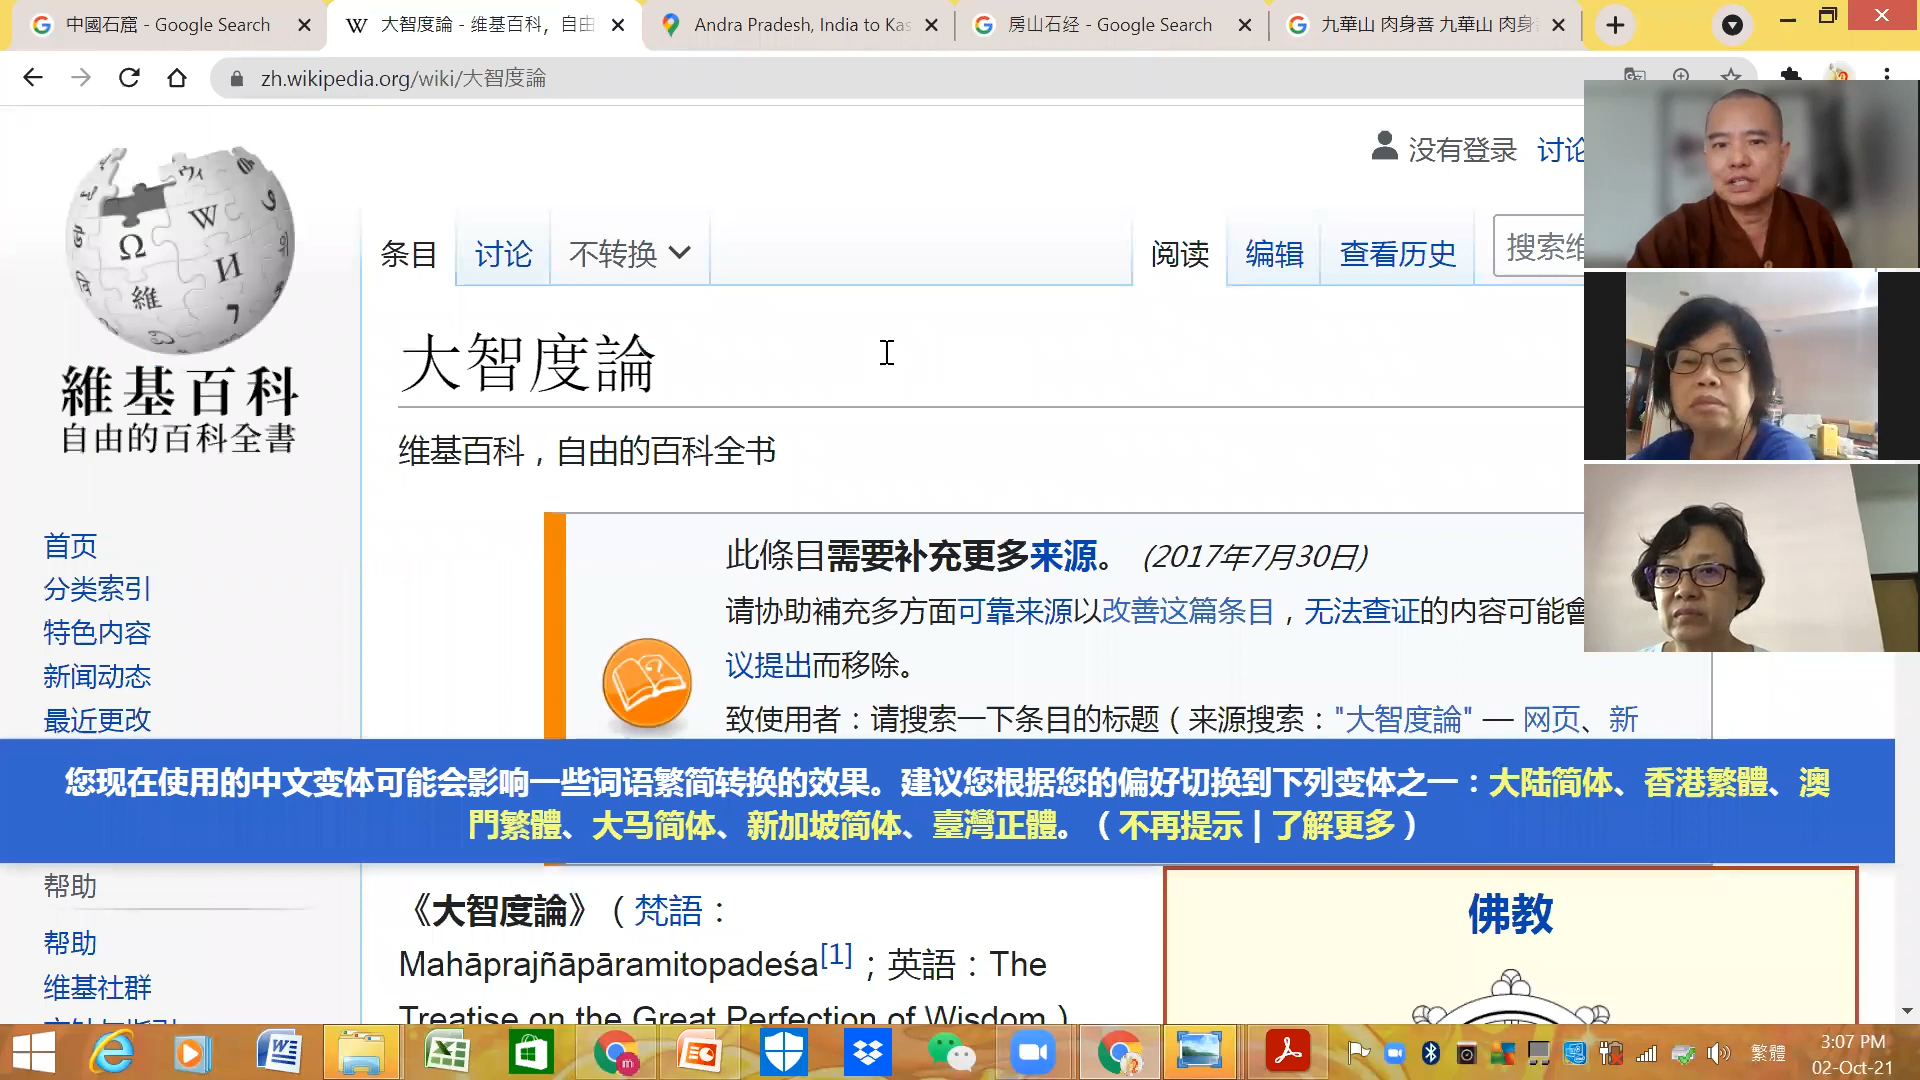 中國石窟 - Google Search
大智度論 - 维基百科，自由
Andra Pradesh, India to Kas
房山石经 - Google Search
九華山 肉身菩 九華山 肉身
zh.wikipedia.org/wiki/大智度論
没有登录 讨论
条目 讨论 不转换 阅读 编辑 查看历史 搜索维
維基百科
自由的百科全書
大智度論
维基百科，自由的百科全书
首页
分类索引
特色内容
新闻动态
最近更改
此條目需要补充更多来源。 (2017年7月30日)
请协助補充多方面可靠来源以改善这篇条目，无法查证的内容可能會
议提出而移除。
致使用者：请搜索一下条目的标题（来源搜索："大智度論" — 网页、新
您现在使用的中文变体可能会影响一些词语繁简转换的效果。建议您根据您的偏好切换到下列变体之一：大陆简体、香港繁體、澳
門繁體、大马简体、新加坡简体、臺灣正體。（不再提示 | 了解更多）
帮助
帮助
维基社群
《大智度論》（梵語：
Mahāprajñāpāramitopadeśa[1]；英語：The
Treatise on the Great Perfection of Wisdom）
佛教
繁體
3:07 PM
02-Oct-21